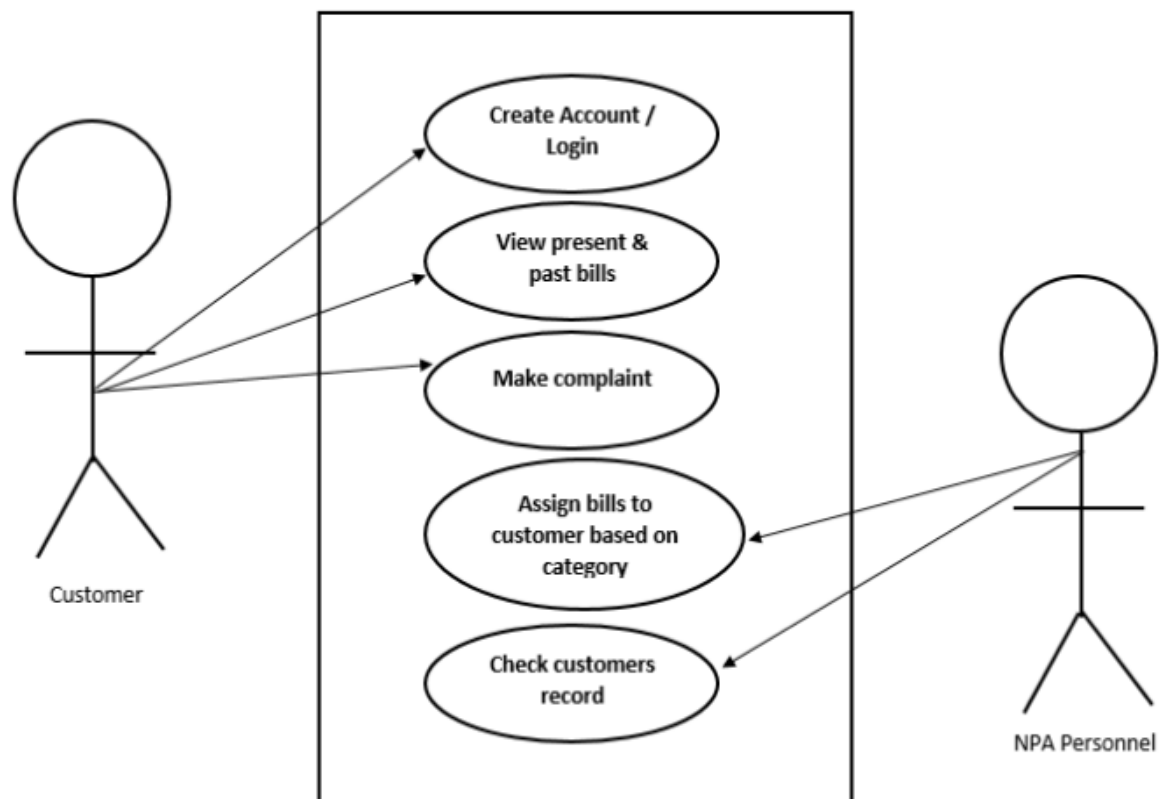 Create Account /
Login
View present &
past bills
Make complaint
Assign bills to
customer based on
category
Check customers
record
Customer
NPA Personnel